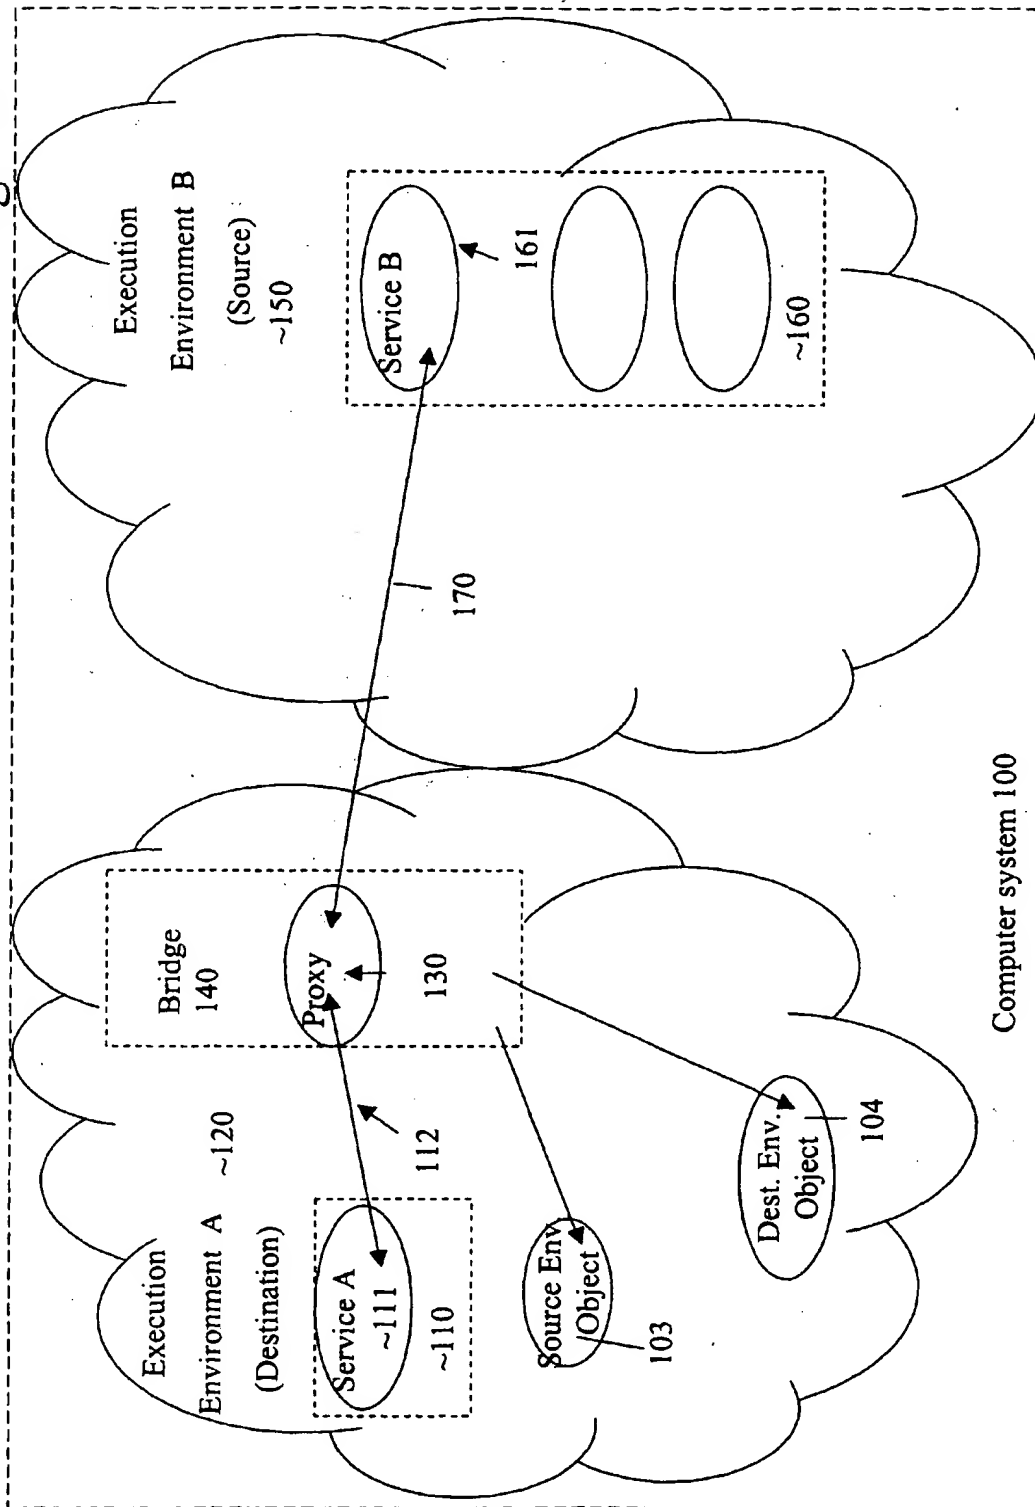 Execution
Environment A ~120
(Destination)
Service A
~111
~110
112
Bridge
140
Proxy
130
Source Env
Object
103
Dest. Env.
Object
104
170
Execution
Environment B
(Source)
~150
Service B
161
~160
Computer system 100